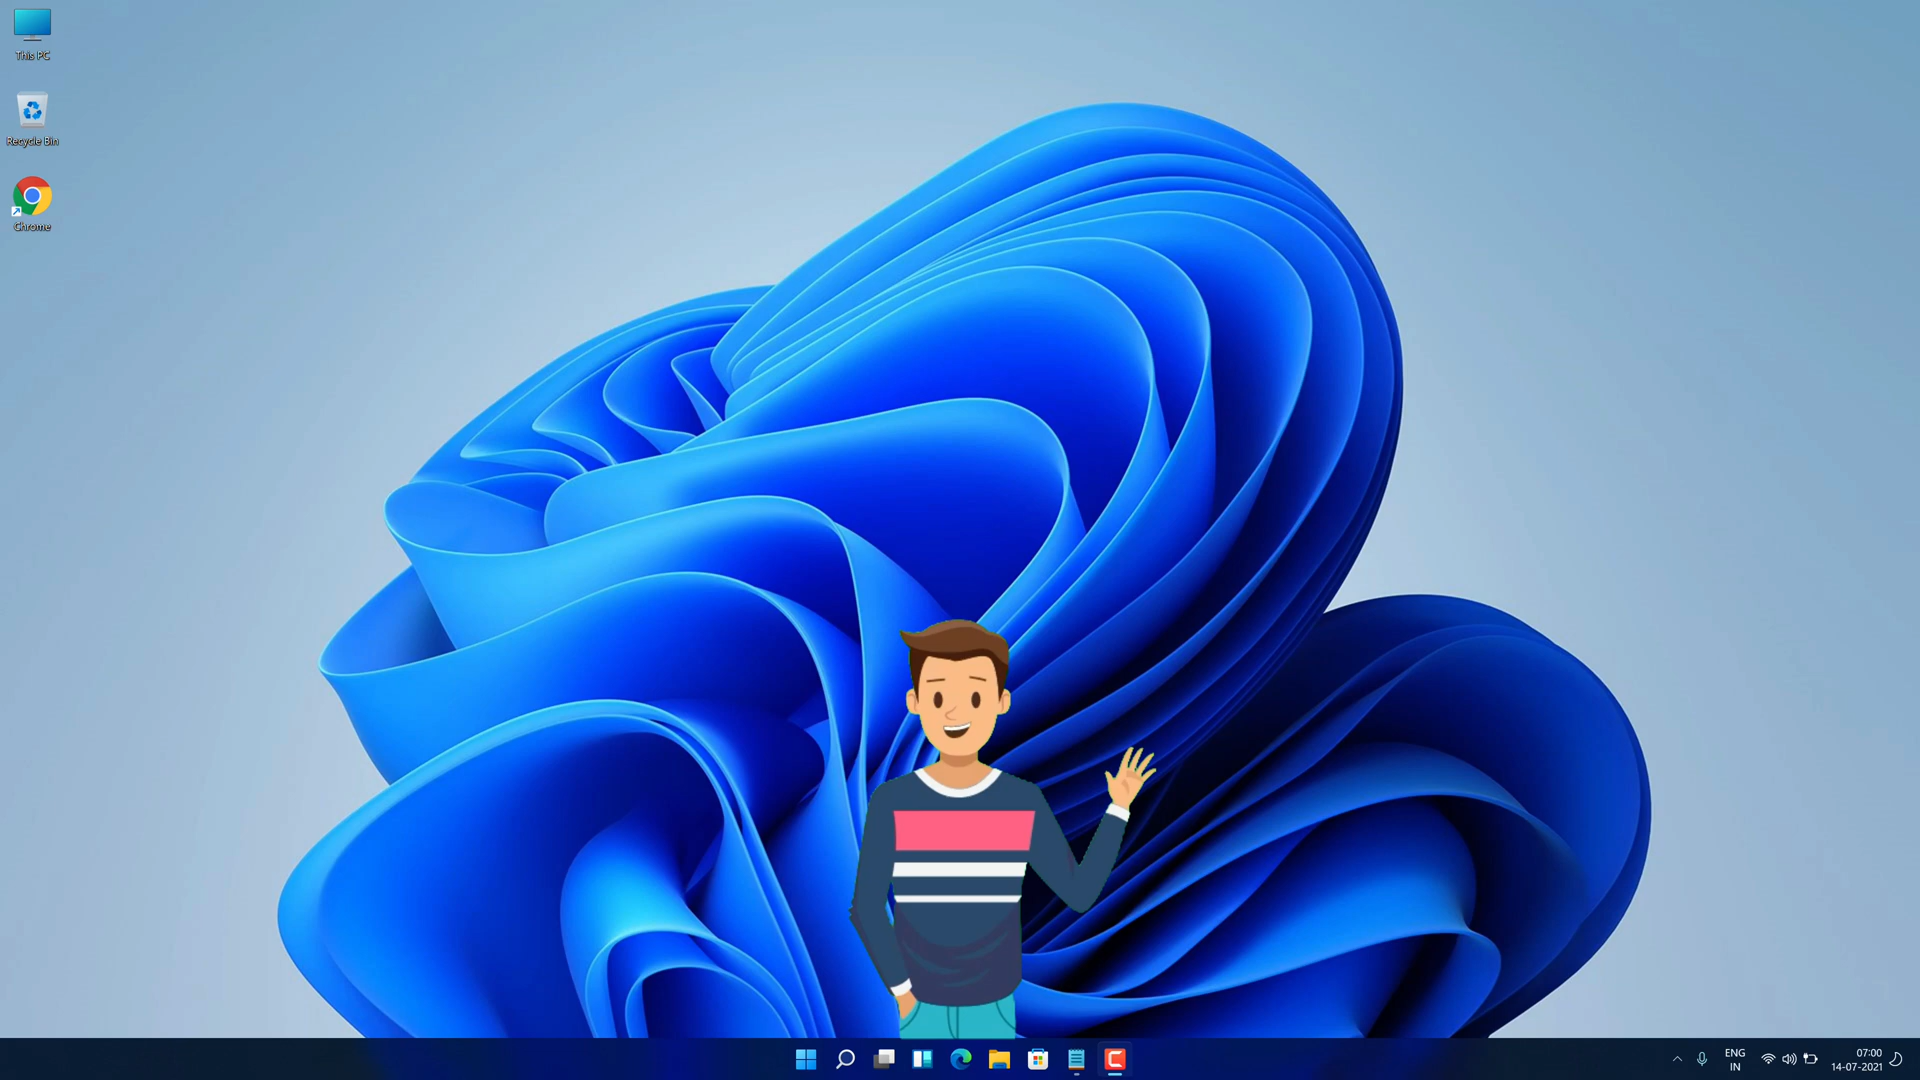 This PC
Recycle Bin
Chrome
ENG
IN
07:00
14-07-2021